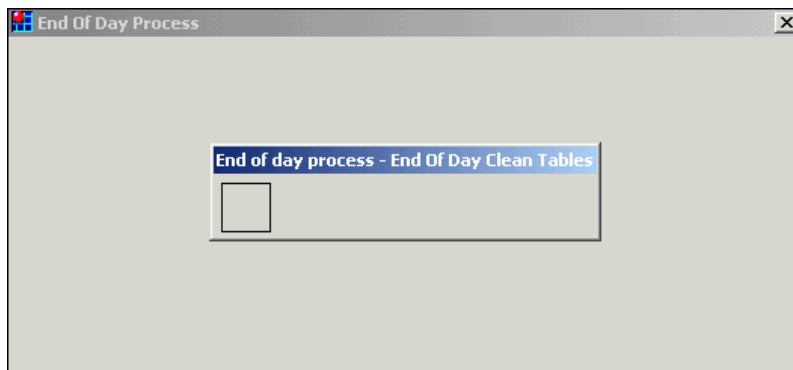 End Of Day Process
End of day process - End Of Day Clean Tables